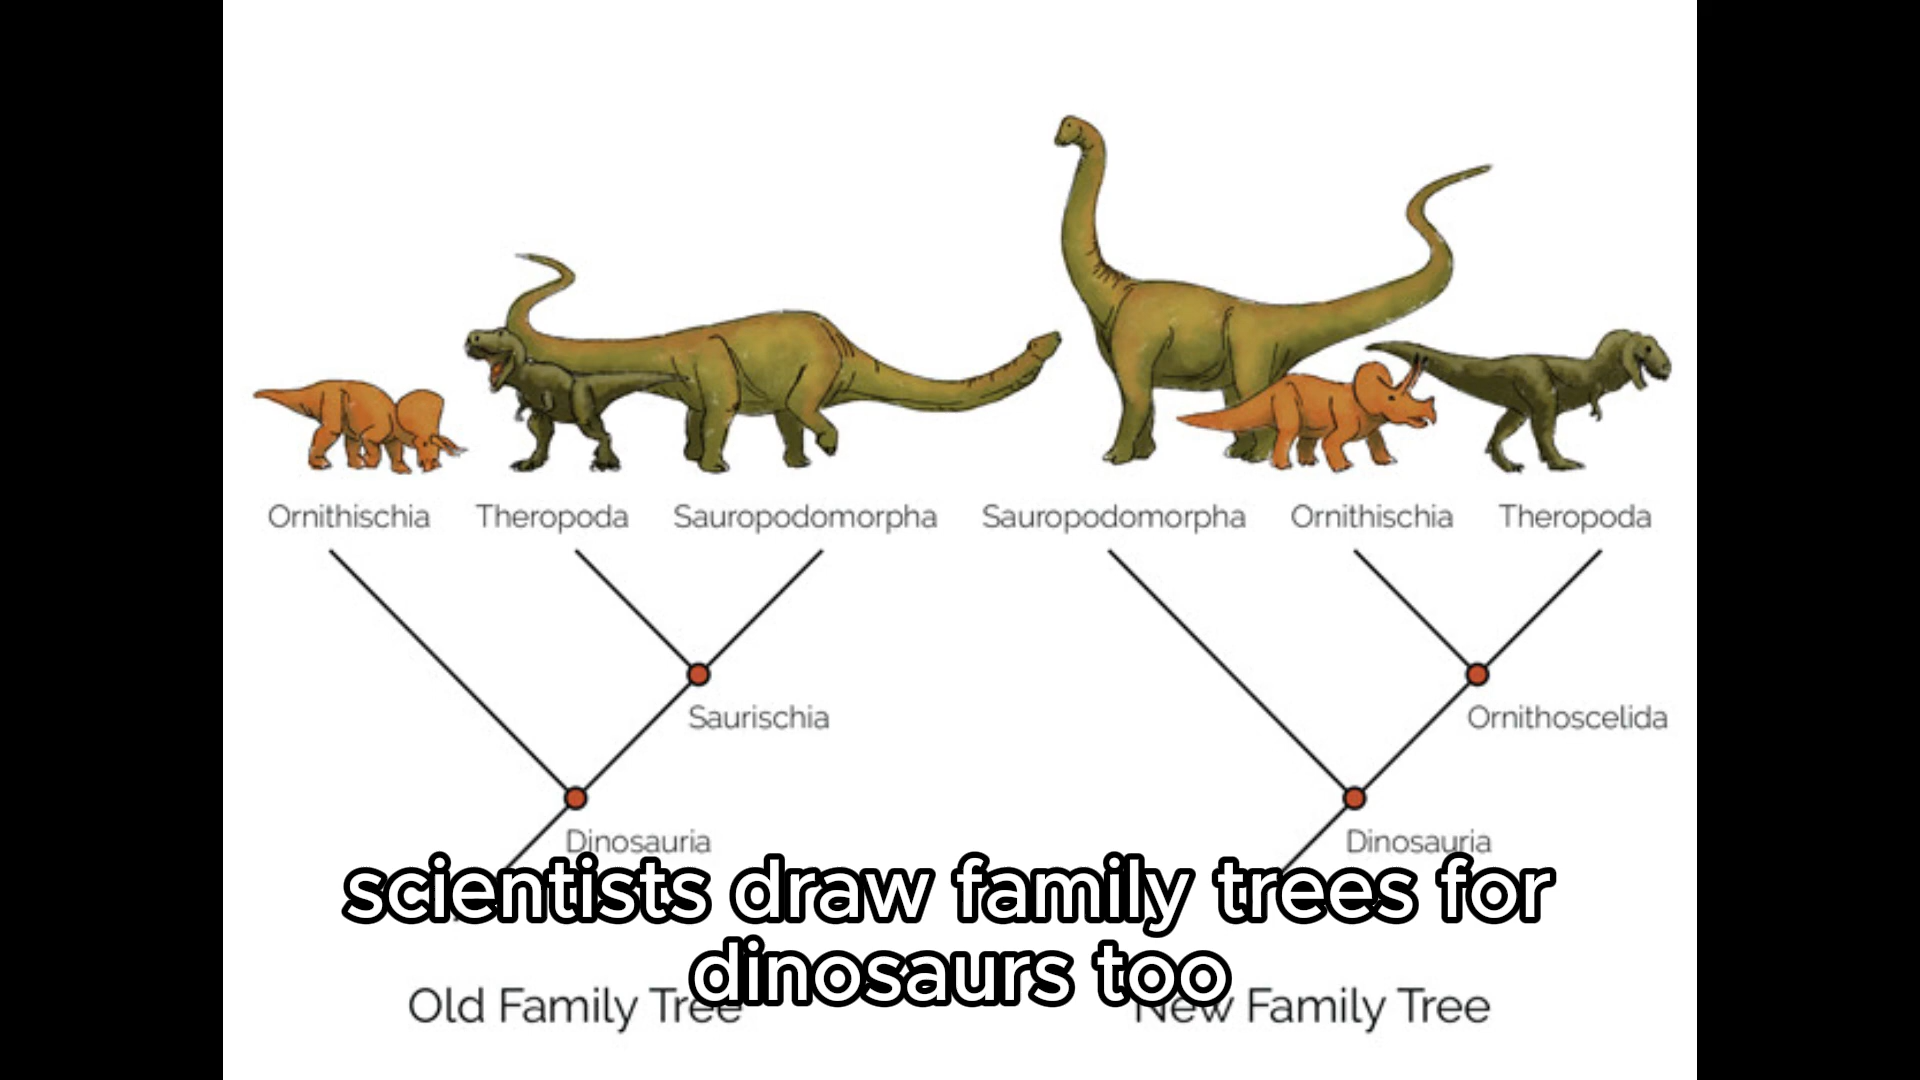 Ornithischia Theropoda Sauropodomorpha Sauropodomorpha Ornithischia Theropoda
Saurischia Ornithoscelida
Dinosauria Dinosauria
scientists draw family trees for
dinosaurs too
Old Family Tree New Family Tree